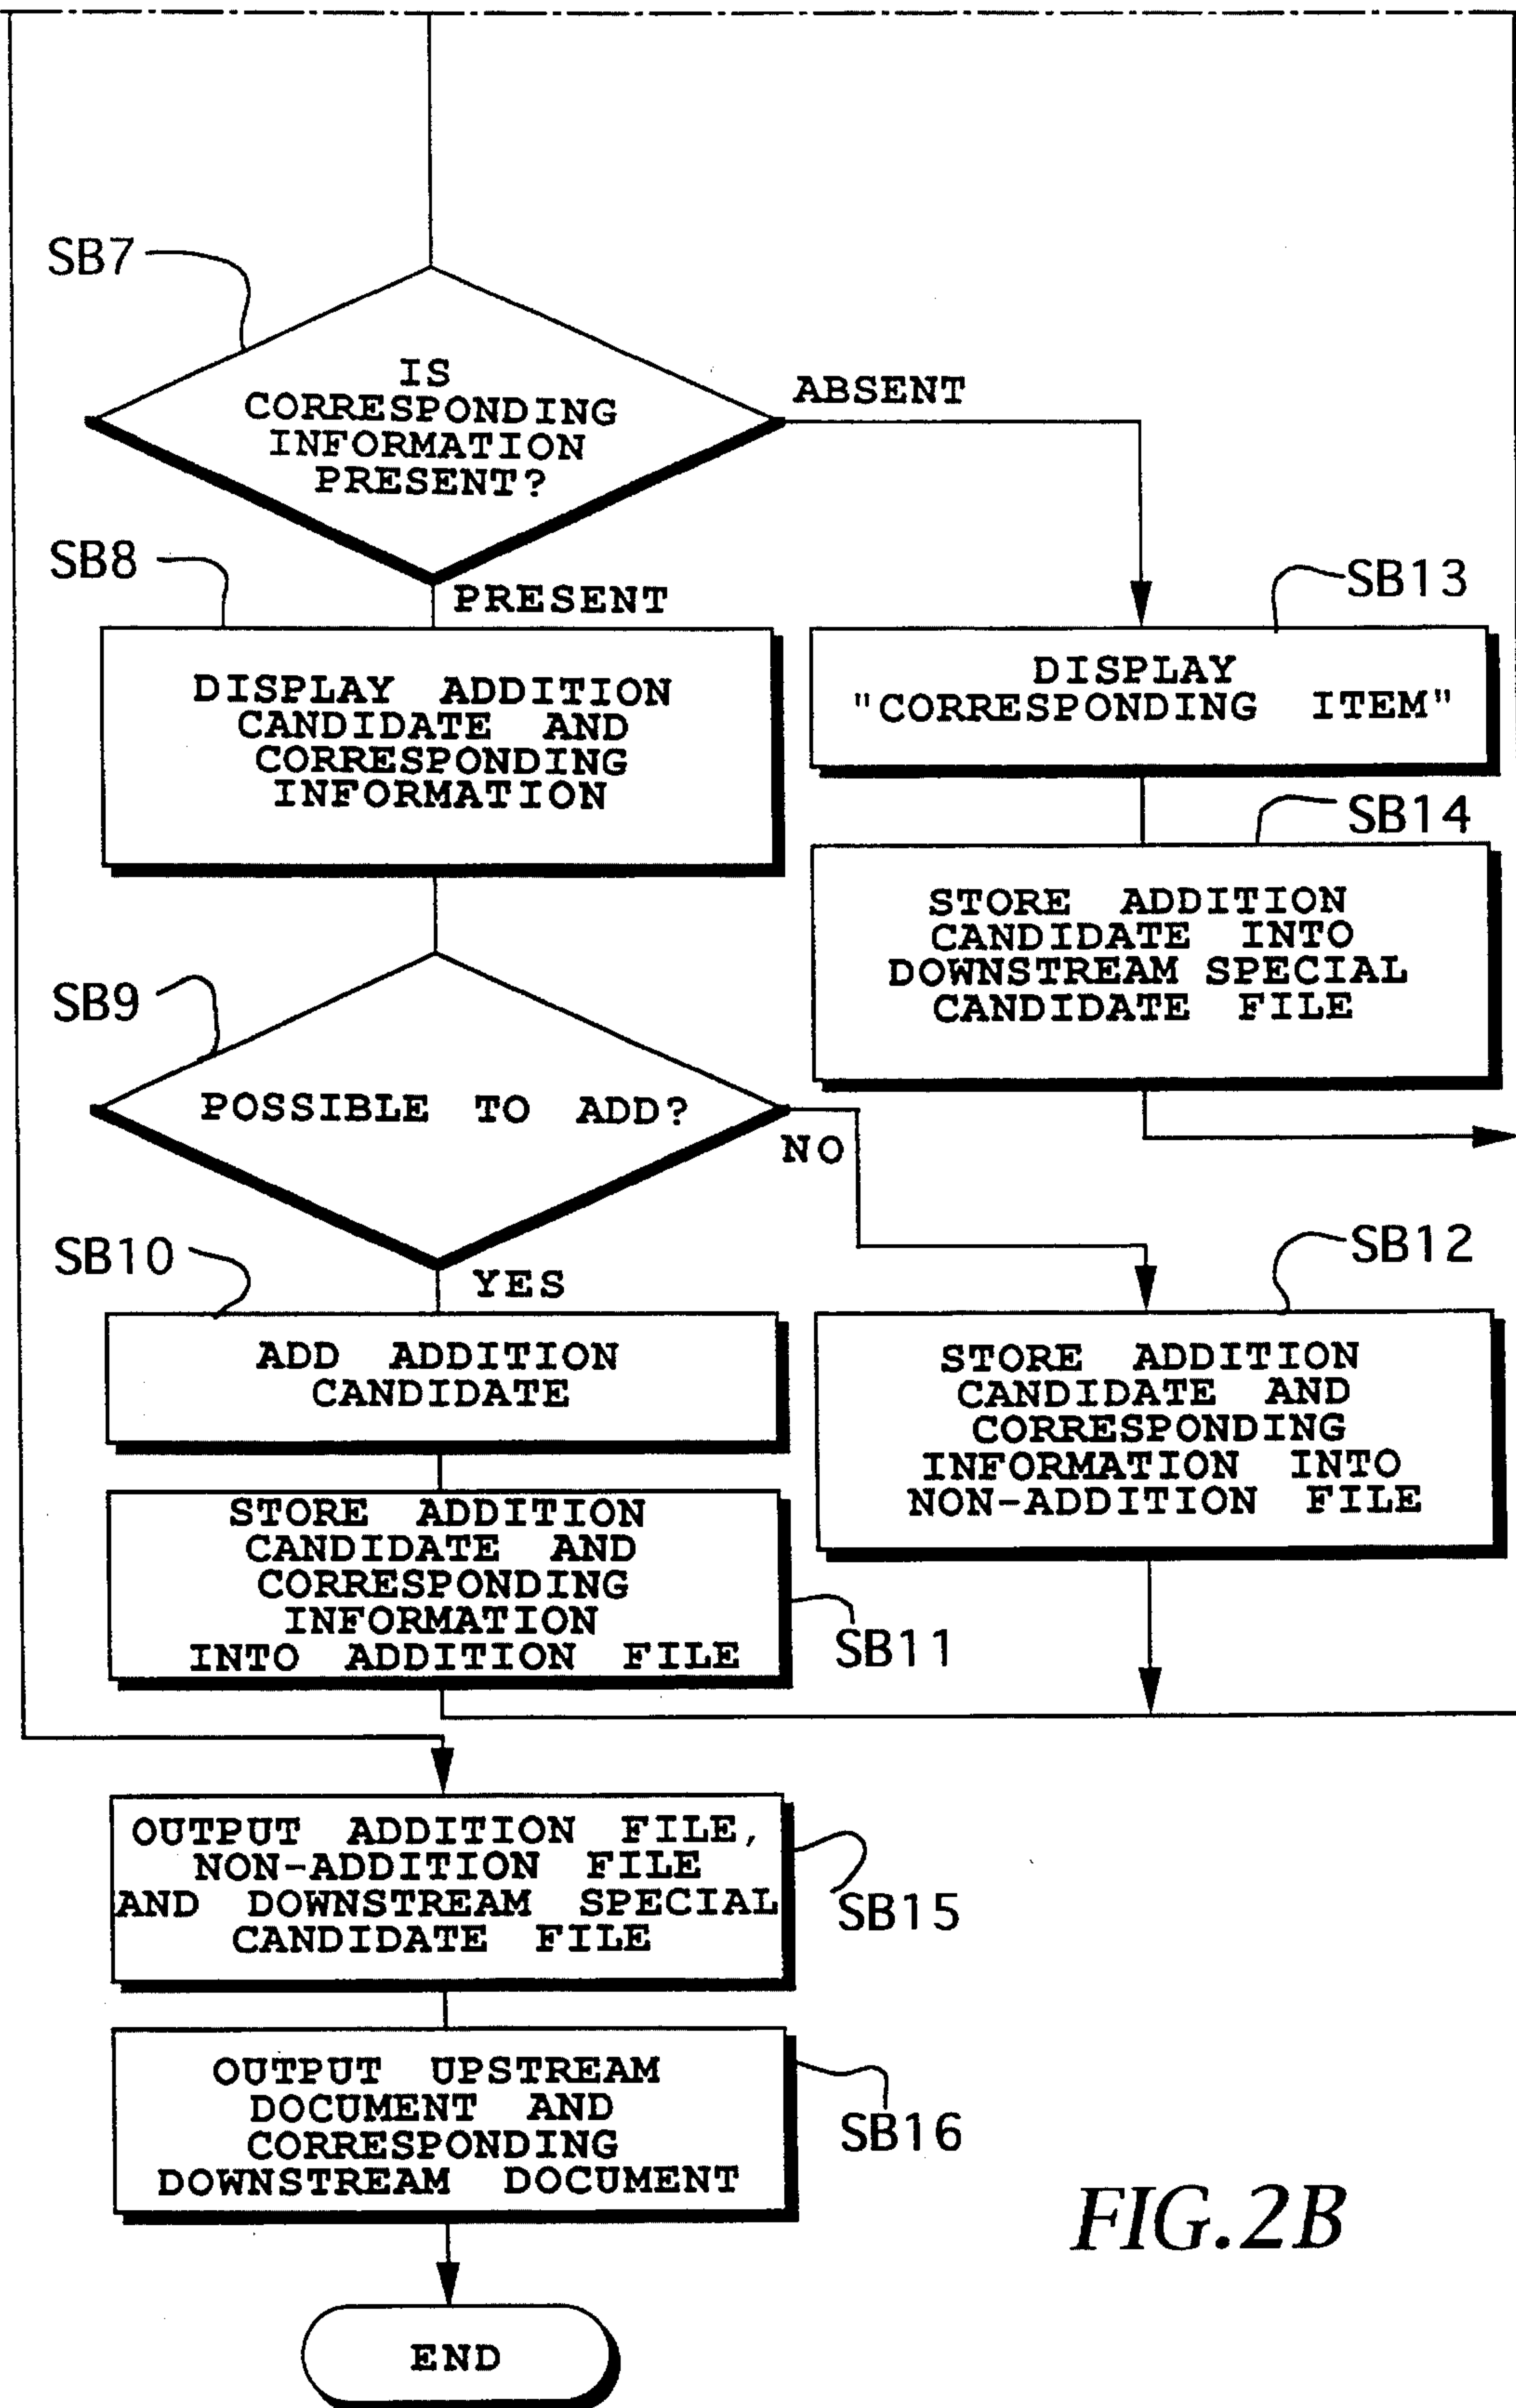 SB7
IS
CORRESPONDING
INFORMATION
PRESENT?
ABSENT
SB8
PRESENT
SB13
DISPLAY ADDITION
CANDIDATE AND
CORRESPONDING
INFORMATION
DISPLAY
"CORRESPONDING ITEM"
SB14
STORE ADDITION
CANDIDATE INTO
DOWNSTREAM SPECIAL
CANDIDATE FILE
SB9
POSSIBLE TO ADD?
NO
SB10
YES
SB12
ADD ADDITION
CANDIDATE
STORE ADDITION
CANDIDATE AND
CORRESPONDING
INFORMATION INTO
NON-ADDITION FILE
STORE ADDITION
CANDIDATE AND
CORRESPONDING
INFORMATION
INTO ADDITION FILE
SB11
OUTPUT ADDITION FILE,
NON-ADDITION FILE
AND DOWNSTREAM SPECIAL
CANDIDATE FILE
SB15
OUTPUT UPSTREAM
DOCUMENT AND
CORRESPONDING
DOWNSTREAM DOCUMENT
SB16
FIG.2B
END